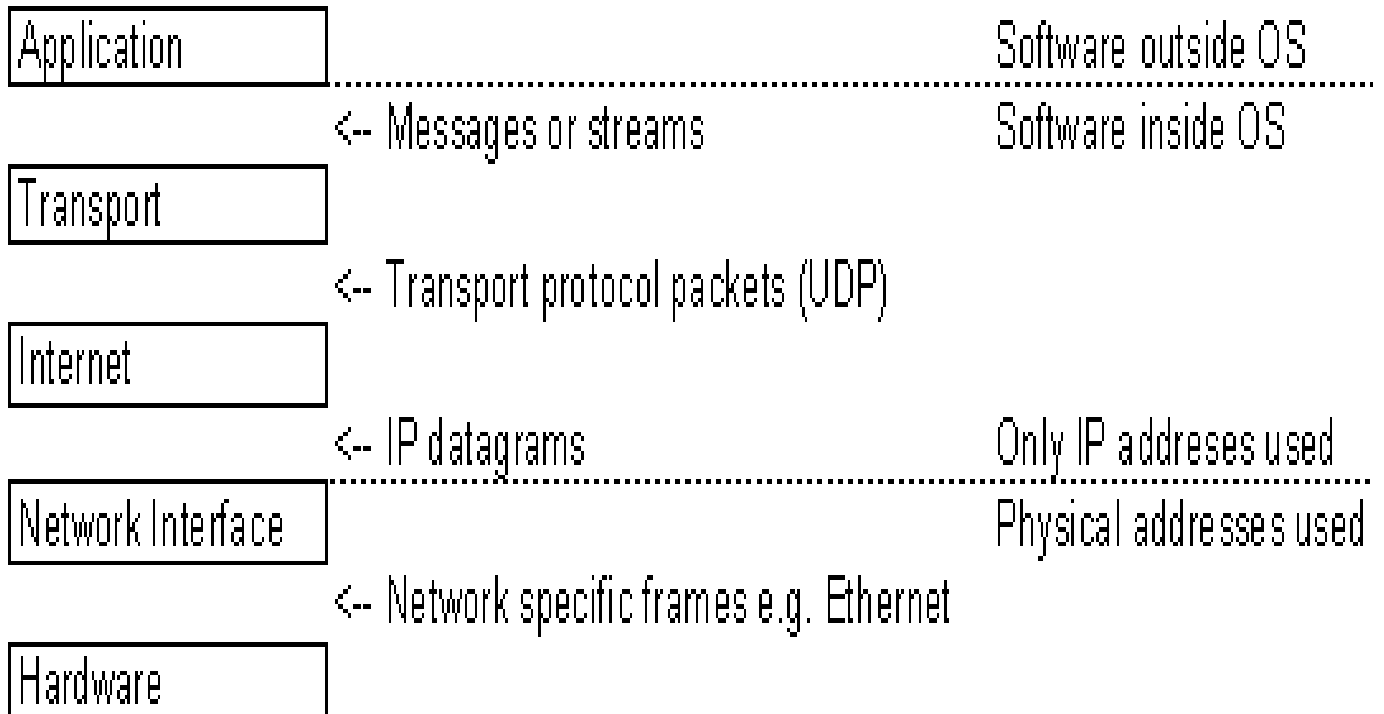 Application Software outside OS
<-- Messages or streams Software inside OS
Transport
<-- Transport protocol packets (UDP)
Internet
<-- IP datagrams Only IP addreses used
Network Interface Physical addresses used
<-- Network specific frames e.g. Ethernet
Hardware